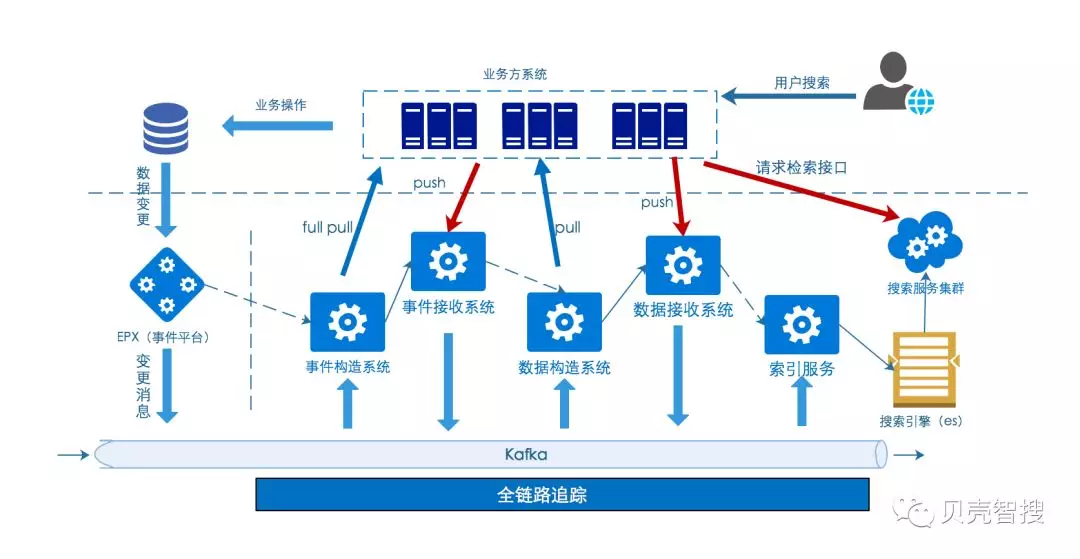 业务方系统
用户搜索
业务操作
数据变更
push
请求检索接口
full pull
pull
push
事件接收系统
数据接收系统
搜索服务集群
EPX（事件平台）
事件构造系统
数据构造系统
索引服务
变更消息
搜索引擎（es）
Kafka
全链路追踪
贝壳智搜